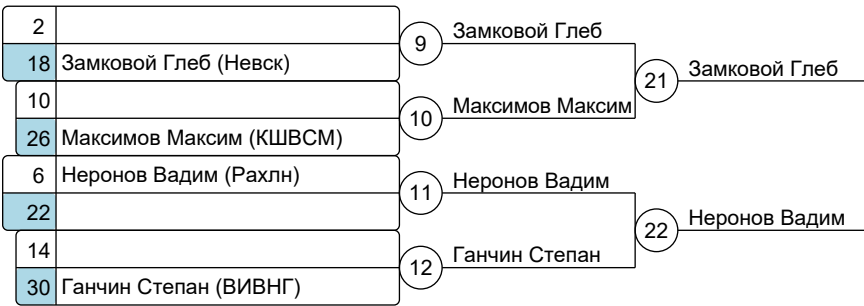 2
18 Замковой Глеб (Невск)
9 Замковой Глеб
10
26 Максимов Максим (КШВСМ)
10 Максимов Максим
21 Замковой Глеб
6 Неронов Вадим (Рахлн)
22
11 Неронов Вадим
14
30 Ганчин Степан (ВИВНГ)
12 Ганчин Степан
22 Неронов Вадим